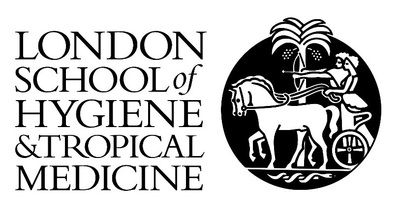 LONDON
SCHOOL of
HYGIENE
&TROPICAL
MEDICINE